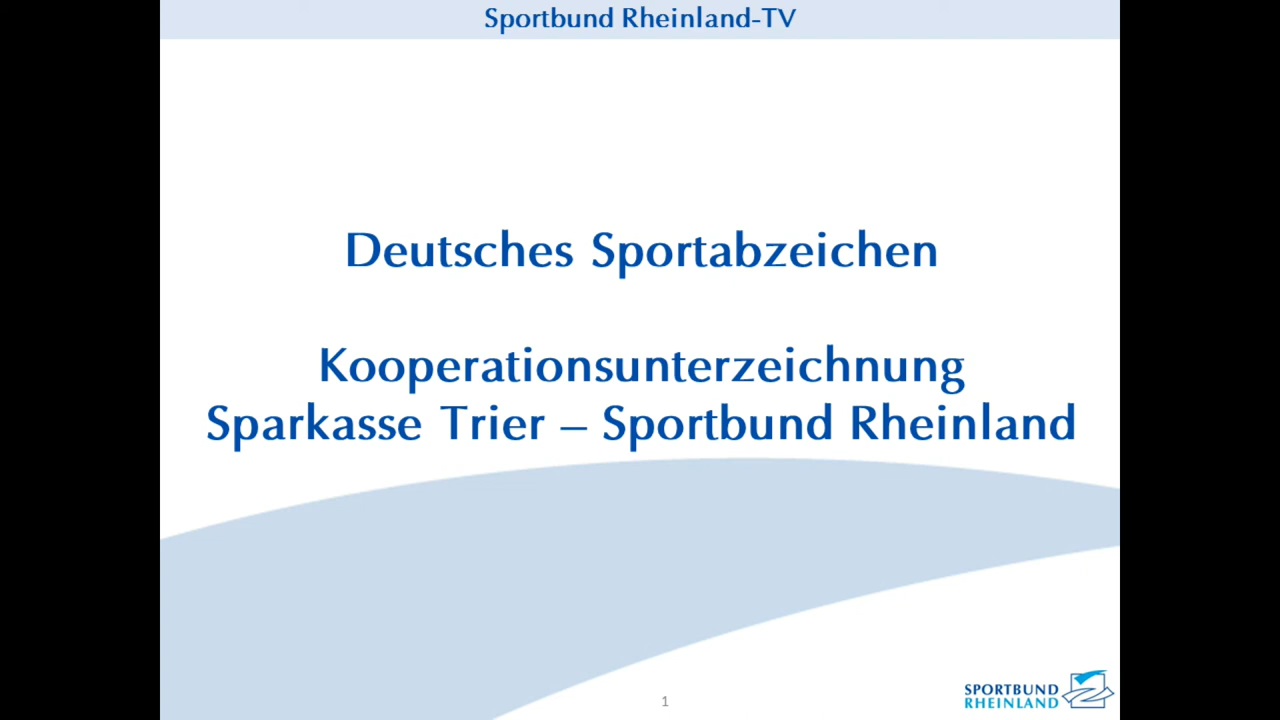 Sportbund Rheinland-TV
Deutsches Sportabzeichen
Kooperationsunterzeichnung
Sparkasse Trier – Sportbund Rheinland
1
SPORTBUND
RHEINLAND